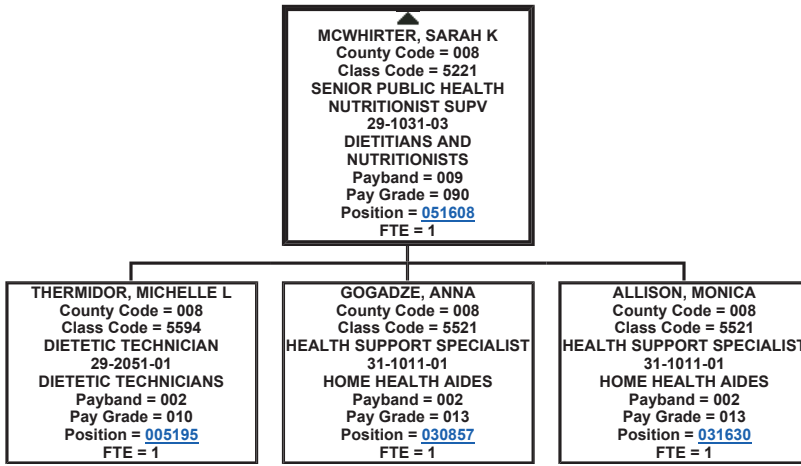 MCWHIRTER, SARAH K
County Code = 008
Class Code = 5221
SENIOR PUBLIC HEALTH
NUTRITIONIST SUPV
29-1031-03
DIETITIANS AND
NUTRITIONISTS
Payband = 009
Pay Grade = 090
Position = 051608
FTE = 1
THERMIDOR, MICHELLE L
County Code = 008
Class Code = 5594
DIETETIC TECHNICIAN
29-2051-01
DIETETIC TECHNICIANS
Payband = 002
Pay Grade = 010
Position = 005195
FTE = 1
GOGADZE, ANNA
County Code = 008
Class Code = 5521
HEALTH SUPPORT SPECIALIST
31-1011-01
HOME HEALTH AIDES
Payband = 002
Pay Grade = 013
Position = 030857
FTE = 1
ALLISON, MONICA
County Code = 008
Class Code = 5521
HEALTH SUPPORT SPECIALIST
31-1011-01
HOME HEALTH AIDES
Payband = 002
Pay Grade = 013
Position = 031630
FTE = 1